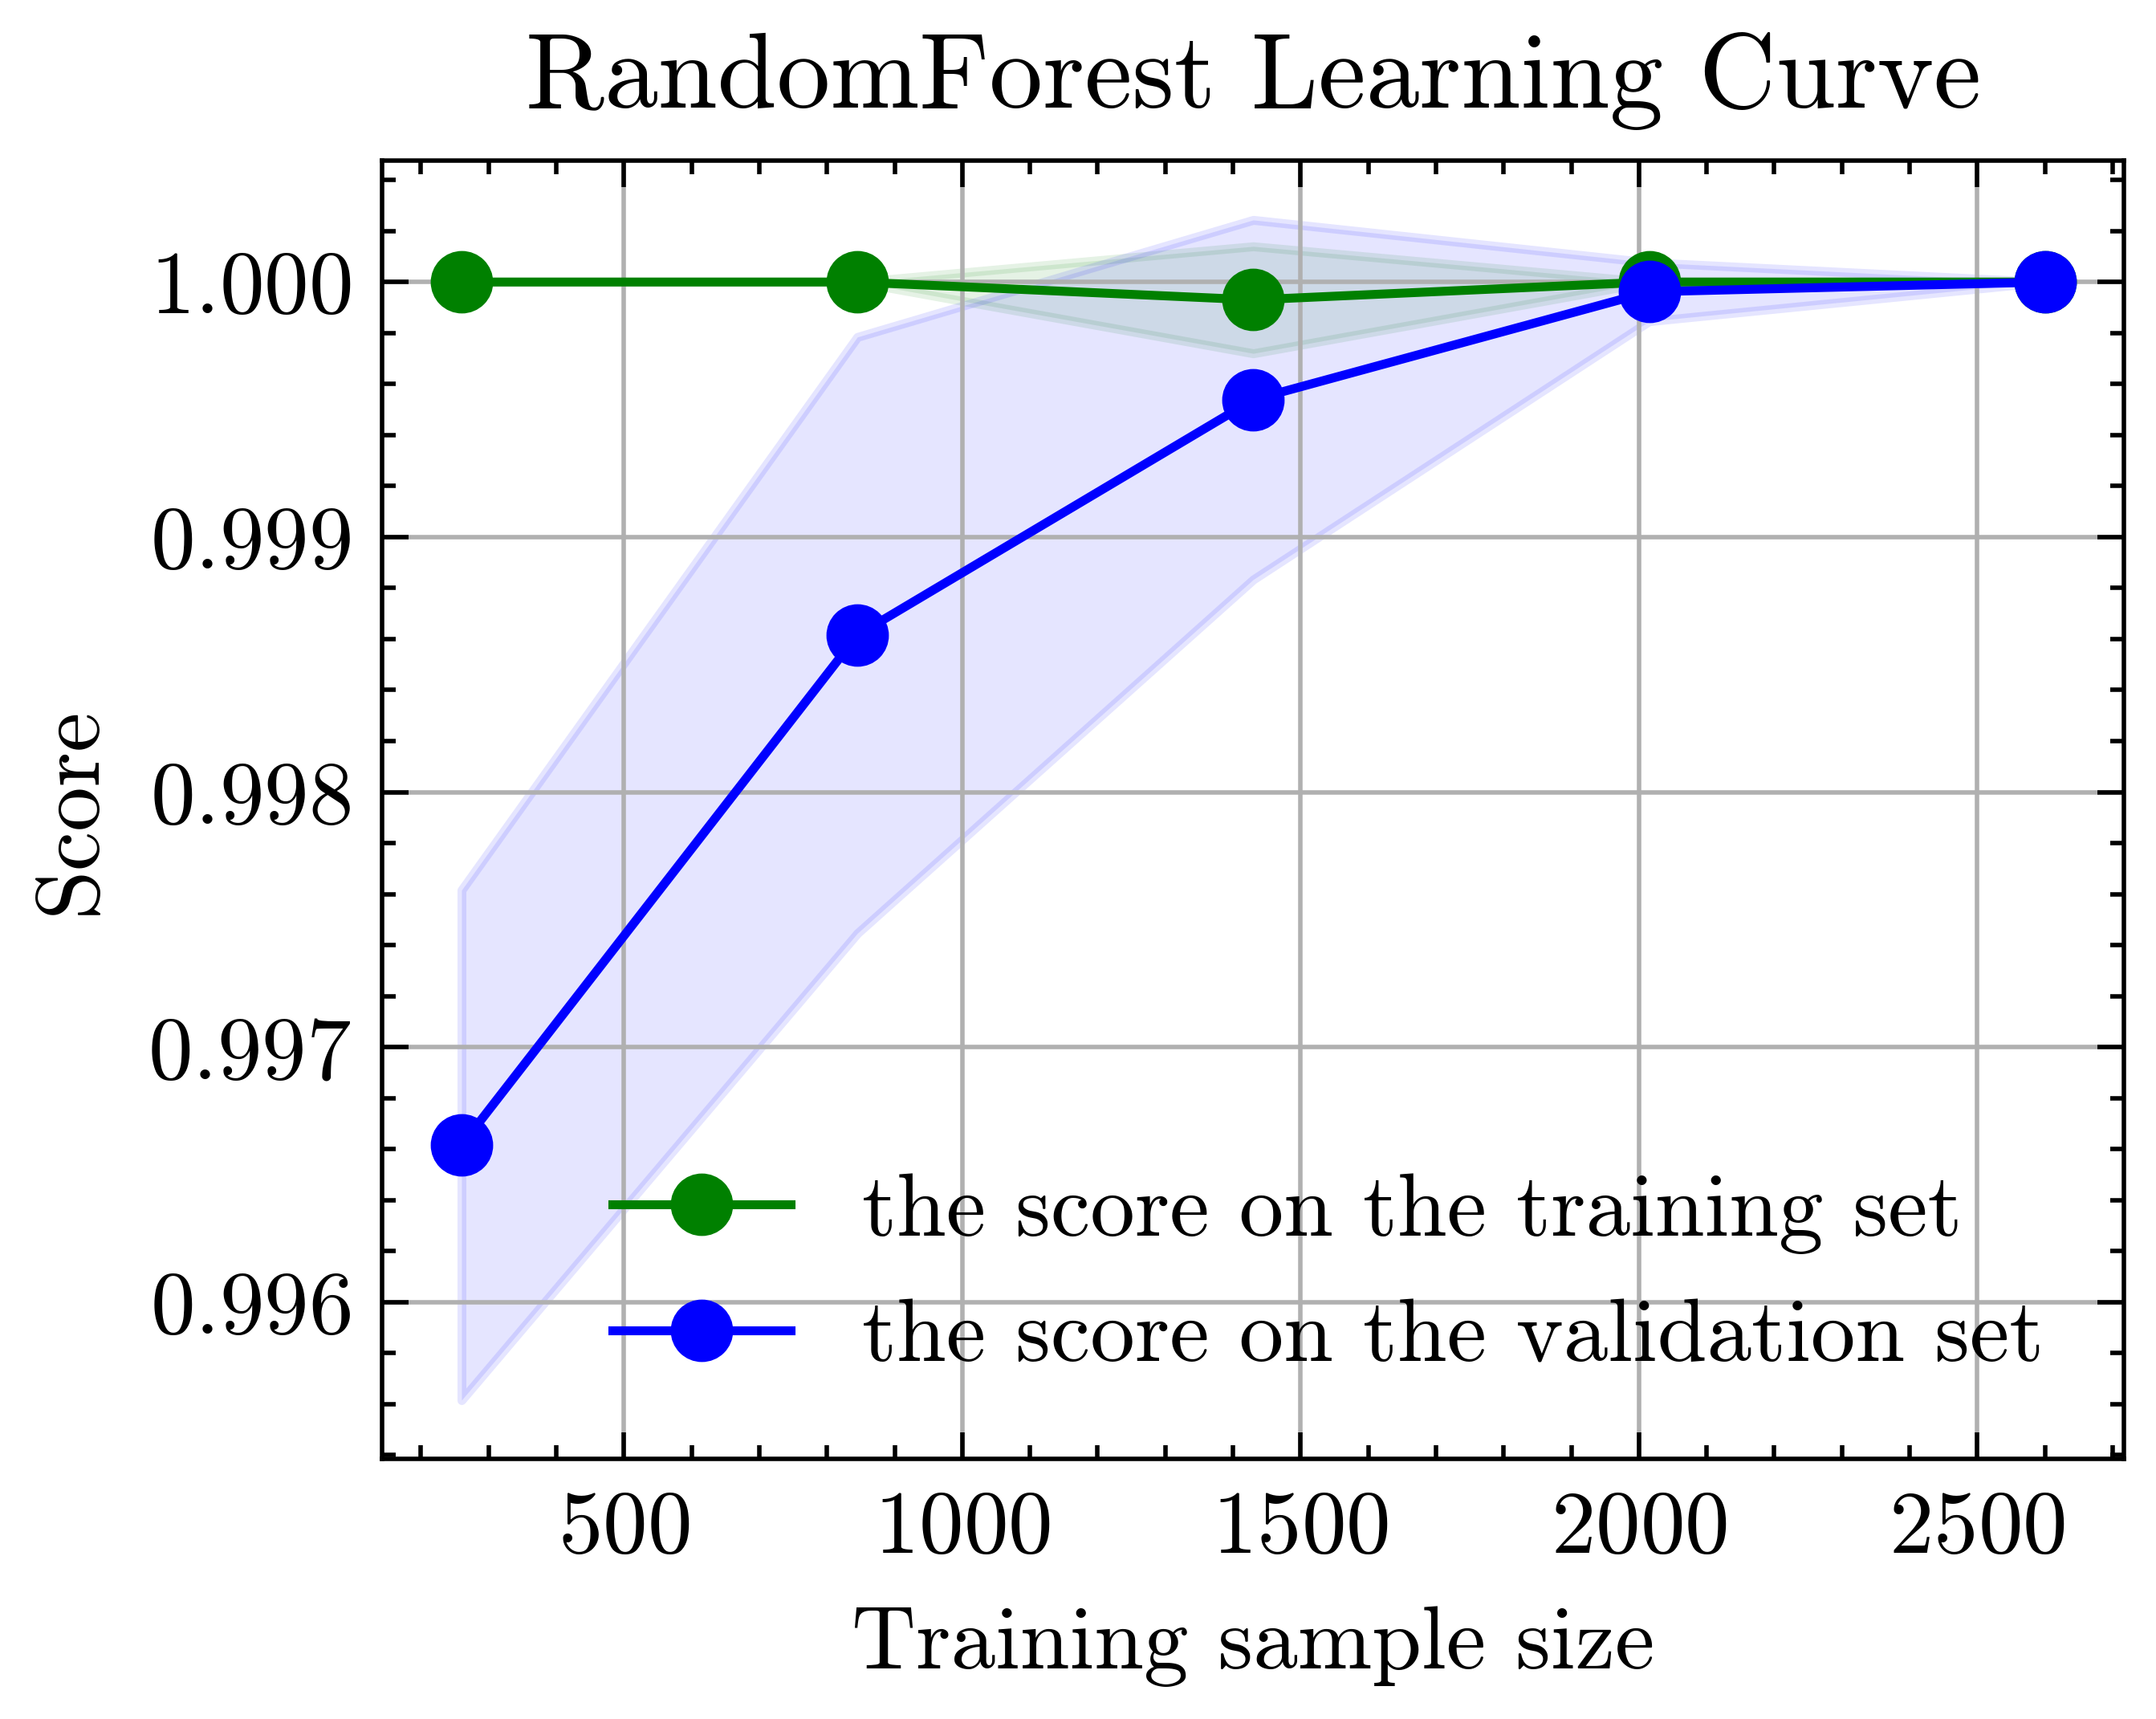 RandomForest Learning Curve
Score
1.000
0.999
0.998
0.997
0.996
the score on the training set
the score on the validation set
500 1000 1500 2000 2500
Training sample size